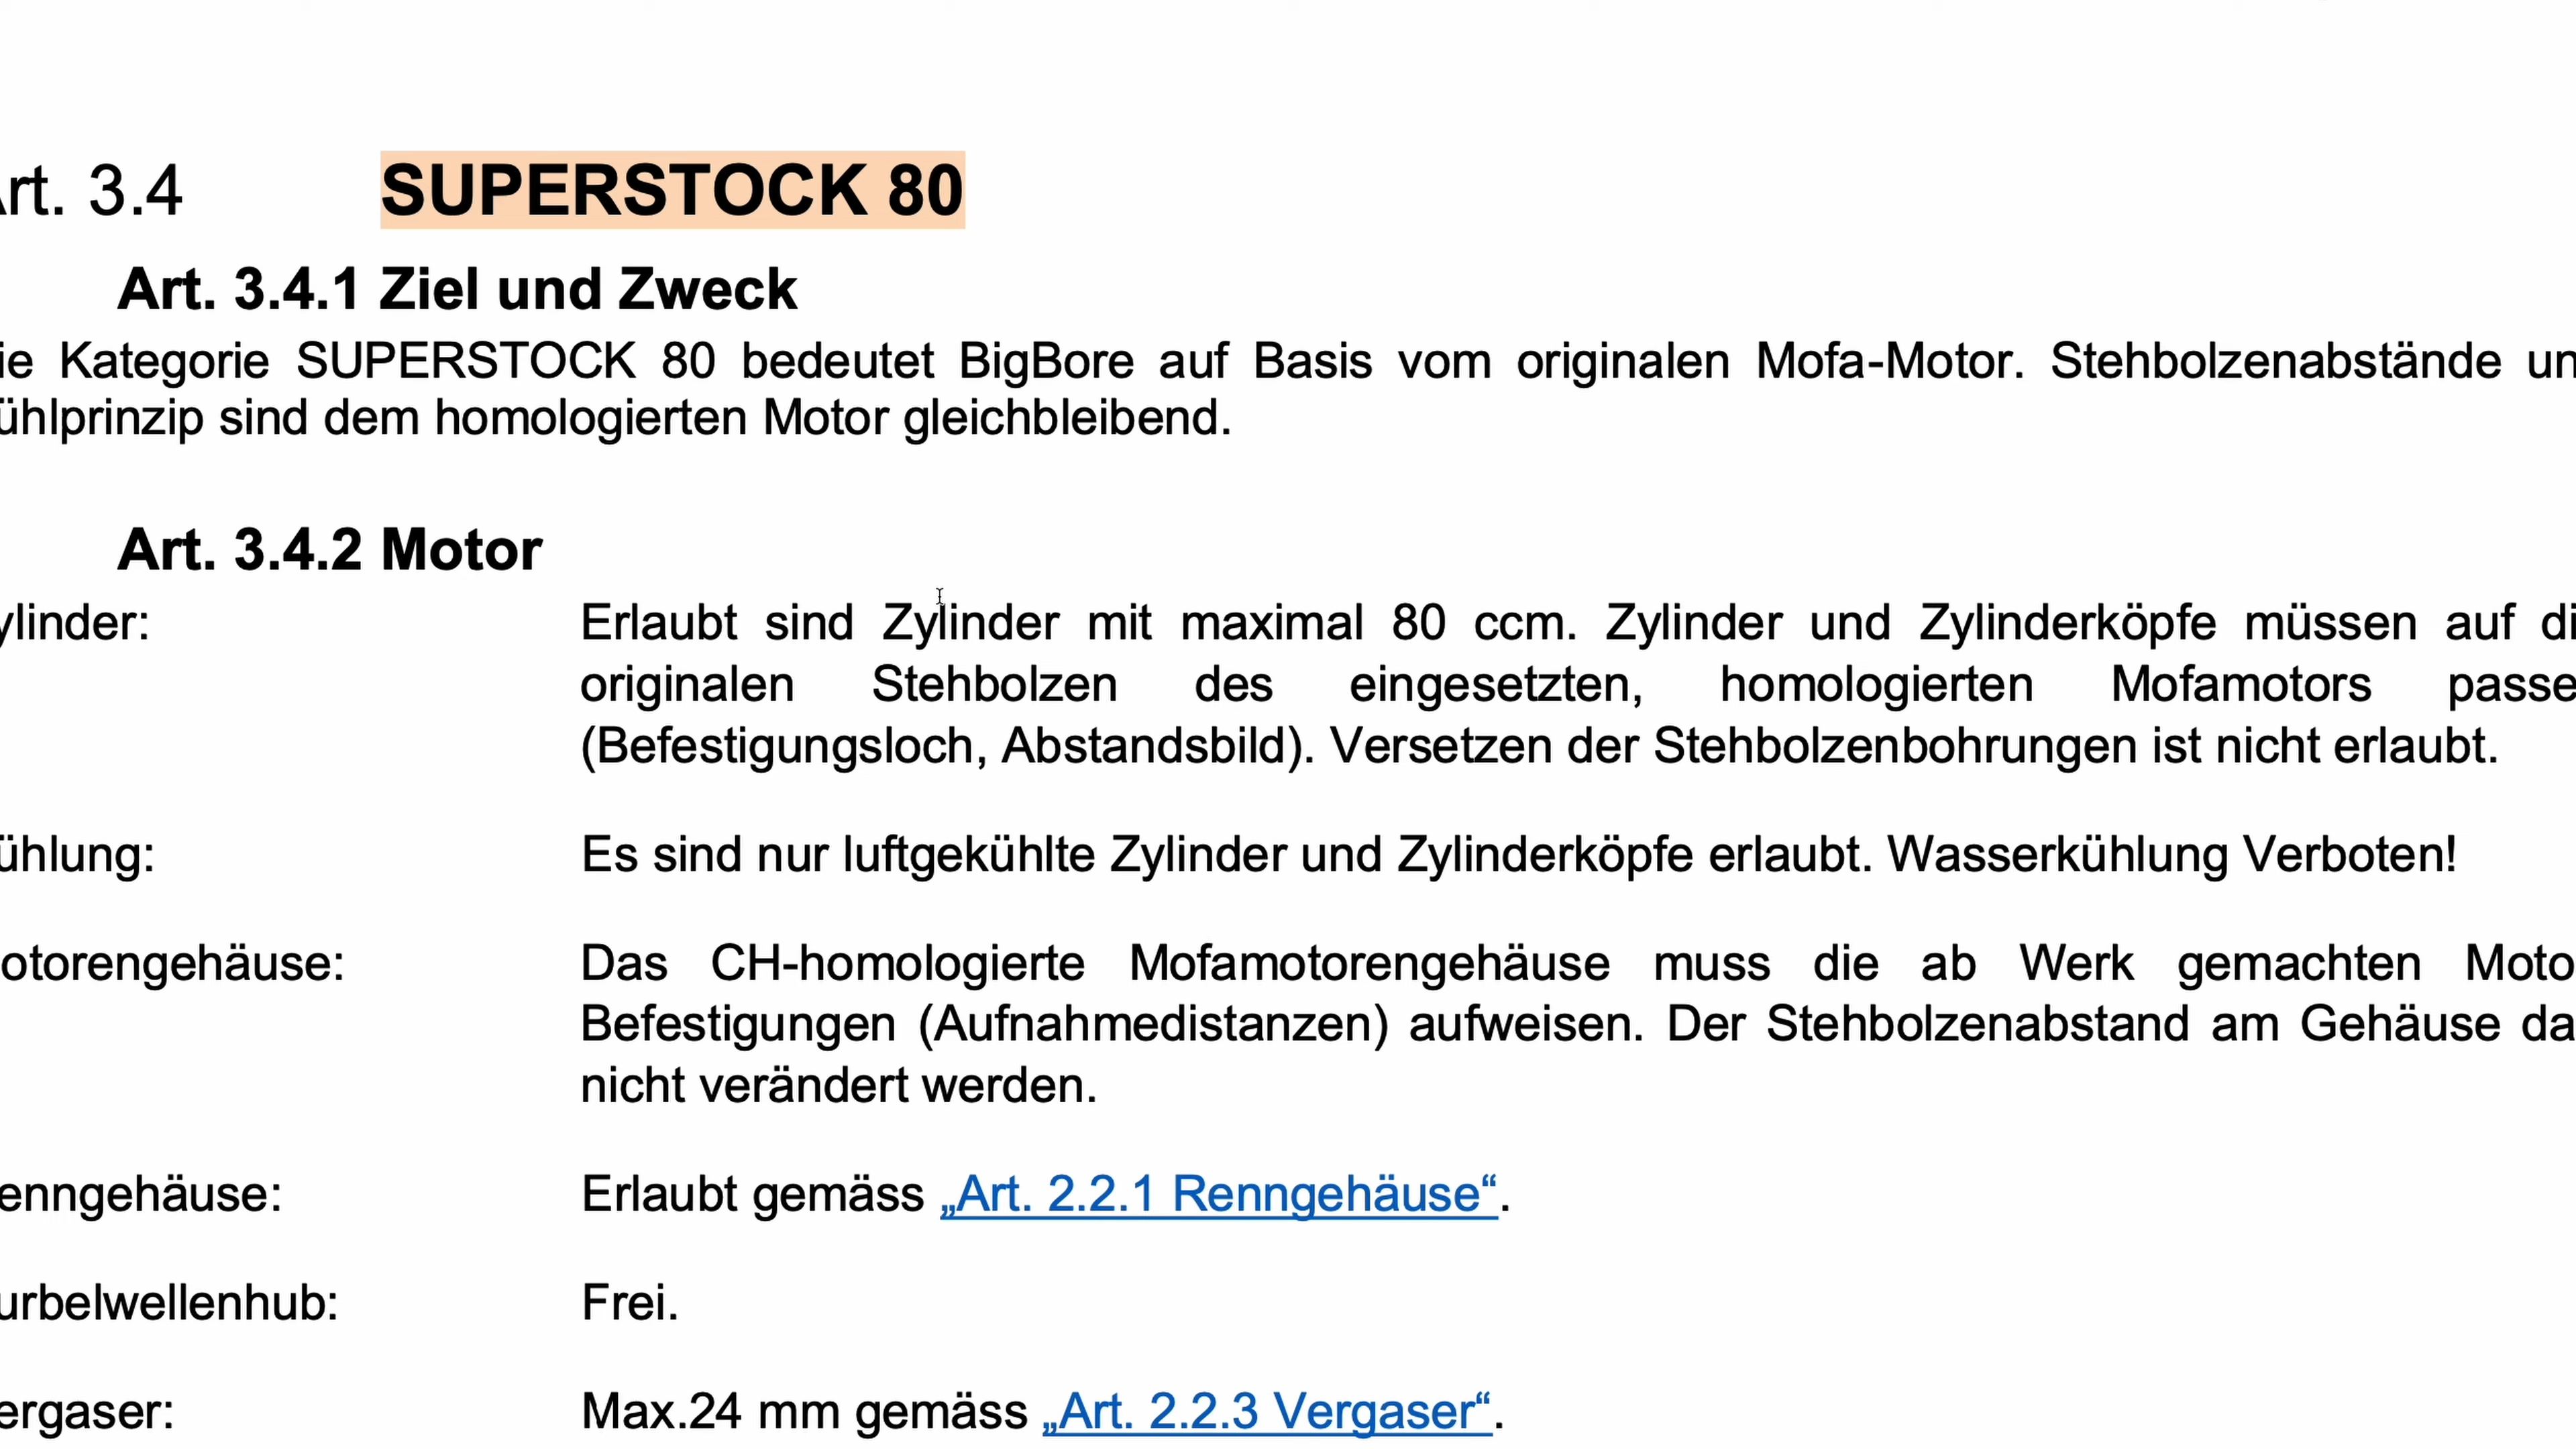 rt. 3.4 SUPERSTOCK 80
Art. 3.4.1 Ziel und Zweck
ie Kategorie SUPERSTOCK 80 bedeutet BigBore auf Basis vom originalen Mofa-Motor. Stehbolzenabstände un
ühlprinzip sind dem homologierten Motor gleichbleibend.
Art. 3.4.2 Motor
ylinder: Erlaubt sind Zylinder mit maximal 80 ccm. Zylinder und Zylinderköpfe müssen auf di
originalen Stehbolzen des eingesetzten, homologierten Mofamotors passe
(Befestigungsloch, Abstandsbild). Versetzen der Stehbolzenbohrungen ist nicht erlaubt.
ühlung: Es sind nur luftgekühlte Zylinder und Zylinderköpfe erlaubt. Wasserkühlung Verboten!
otorengehäuse: Das CH-homologierte Mofamotorengehäuse muss die ab Werk gemachten Moto
Befestigungen (Aufnahmedistanzen) aufweisen. Der Stehbolzenabstand am Gehäuse da
nicht verändert werden.
enngehäuse: Erlaubt gemäss „Art. 2.2.1 Renngehäuse“.
urbelwellenhub: Frei.
ergaser: Max.24 mm gemäss „Art. 2.2.3 Vergaser“.